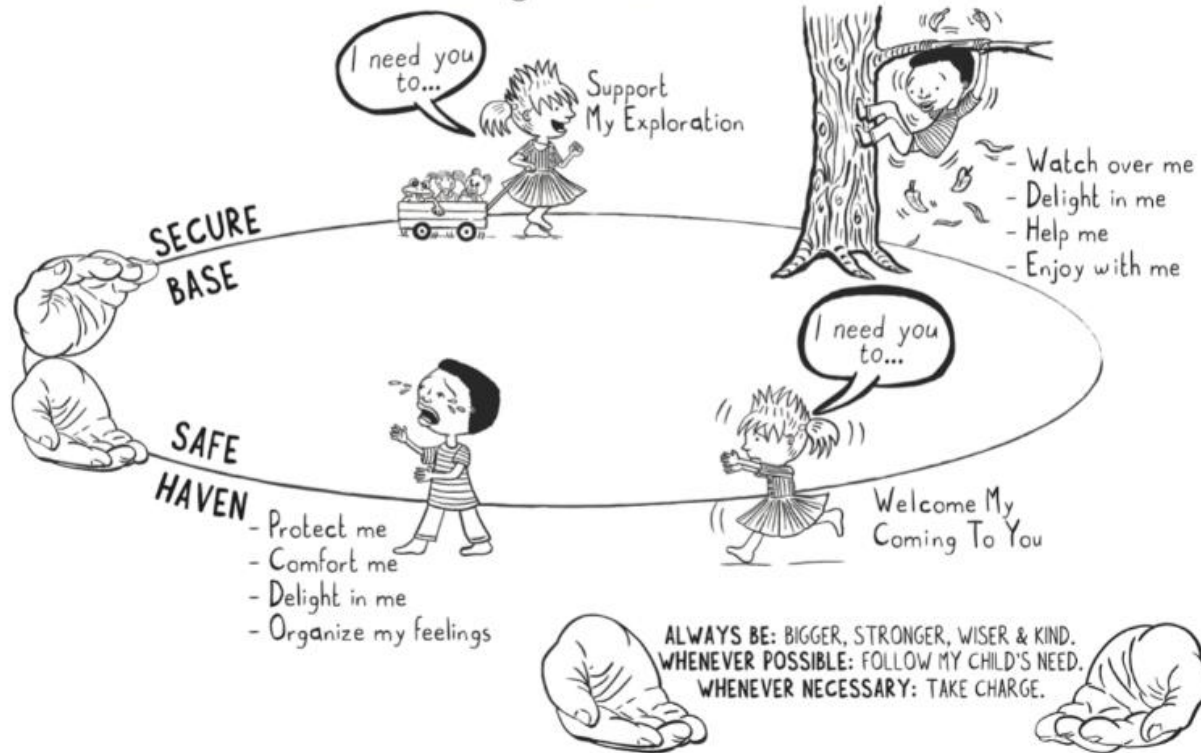 I need you
to...
Support
My Exploration
- Watch over me
- Delight in me
- Help me
- Enjoy with me
SECURE
BASE
I need you
to...
Welcome My
Coming To You
SAFE
HAVEN
- Protect me
- Comfort me
- Delight in me
- Organize my feelings
ALWAYS BE: BIGGER, STRONGER, WISER & KIND.
WHENEVER POSSIBLE: FOLLOW MY CHILD'S NEED.
WHENEVER NECESSARY: TAKE CHARGE.